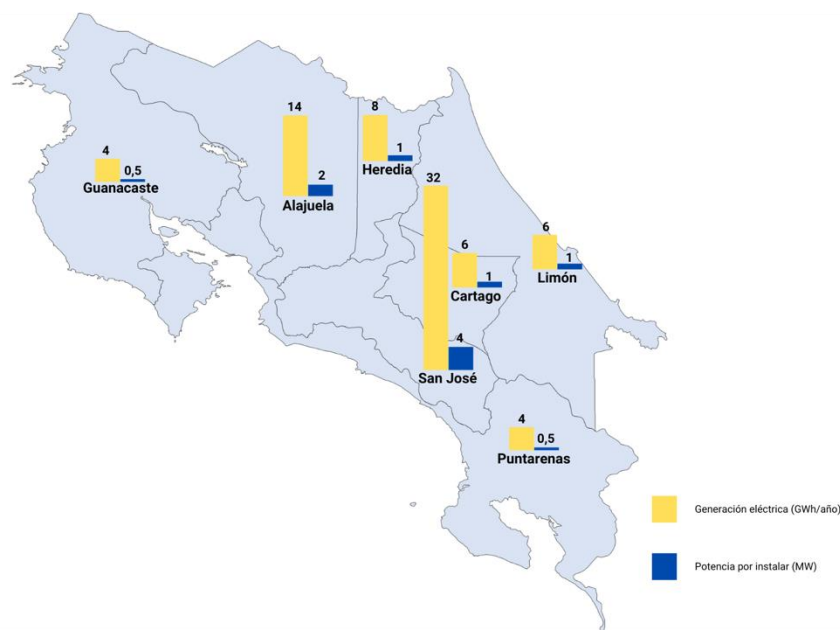 14
2
Alajuela
8
1
Heredia
4
0,5
Guanacaste
32
4
San José
6
1
Cartago
6
1
Limón
4
0,5
Puntarenas
Generación eléctrica (GWh/año)
Potencia por instalar (MW)